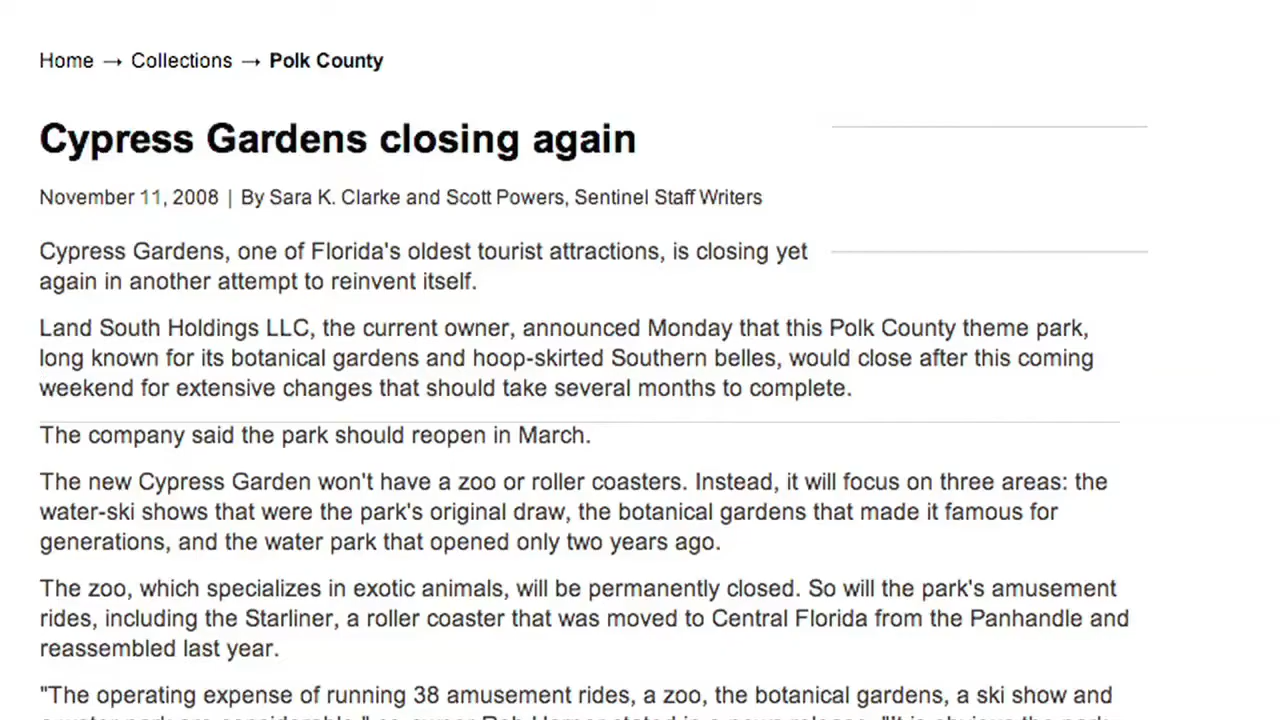 Home → Collections → Polk County
Cypress Gardens closing again
November 11, 2008 | By Sara K. Clarke and Scott Powers, Sentinel Staff Writers
Cypress Gardens, one of Florida's oldest tourist attractions, is closing yet
again in another attempt to reinvent itself.
Land South Holdings LLC, the current owner, announced Monday that this Polk County theme park,
long known for its botanical gardens and hoop-skirted Southern belles, would close after this coming
weekend for extensive changes that should take several months to complete.
The company said the park should reopen in March.
The new Cypress Garden won't have a zoo or roller coasters. Instead, it will focus on three areas: the
water-ski shows that were the park's original draw, the botanical gardens that made it famous for
generations, and the water park that opened only two years ago.
The zoo, which specializes in exotic animals, will be permanently closed. So will the park's amusement
rides, including the Starliner, a roller coaster that was moved to Central Florida from the Panhandle and
reassembled last year.
"The operating expense of running 38 amusement rides, a zoo, the botanical gardens, a ski show and